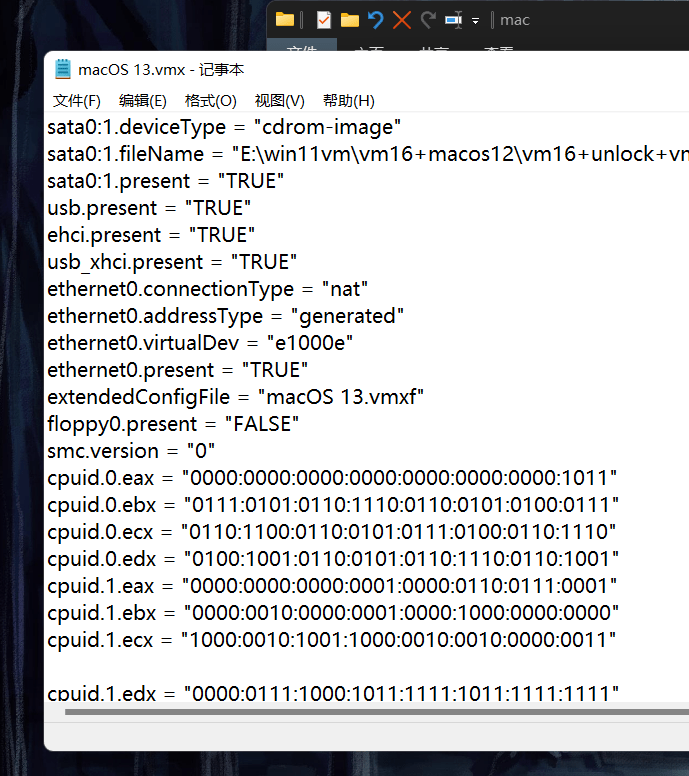 mac
文件
主页
共享
查看
macOS 13.vmx - 记事本
文件(F) 编辑(E) 格式(O) 视图(V) 帮助(H)
sata0:1.deviceType = "cdrom-image"
sata0:1.fileName = "E:\win11vm\vm16+macos12\vm16+unlock+vm
sata0:1.present = "TRUE"
usb.present = "TRUE"
ehci.present = "TRUE"
usb_xhci.present = "TRUE"
ethernet0.connectionType = "nat"
ethernet0.addressType = "generated"
ethernet0.virtualDev = "e1000e"
ethernet0.present = "TRUE"
extendedConfigFile = "macOS 13.vmxf"
floppy0.present = "FALSE"
smc.version = "0"
cpuid.0.eax = "0000:0000:0000:0000:0000:0000:0000:1011"
cpuid.0.ebx = "0111:0101:0110:1110:0110:0101:0100:0111"
cpuid.0.ecx = "0110:1100:0110:0101:0111:0100:0110:1110"
cpuid.0.edx = "0100:1001:0110:0101:0110:1110:0110:1001"
cpuid.1.eax = "0000:0000:0000:0001:0000:0110:0111:0001"
cpuid.1.ebx = "0000:0010:0000:0001:0000:1000:0000:0000"
cpuid.1.ecx = "1000:0010:1001:1000:0010:0010:0000:0011"
cpuid.1.edx = "0000:0111:1000:1011:1111:1011:1111:1111"